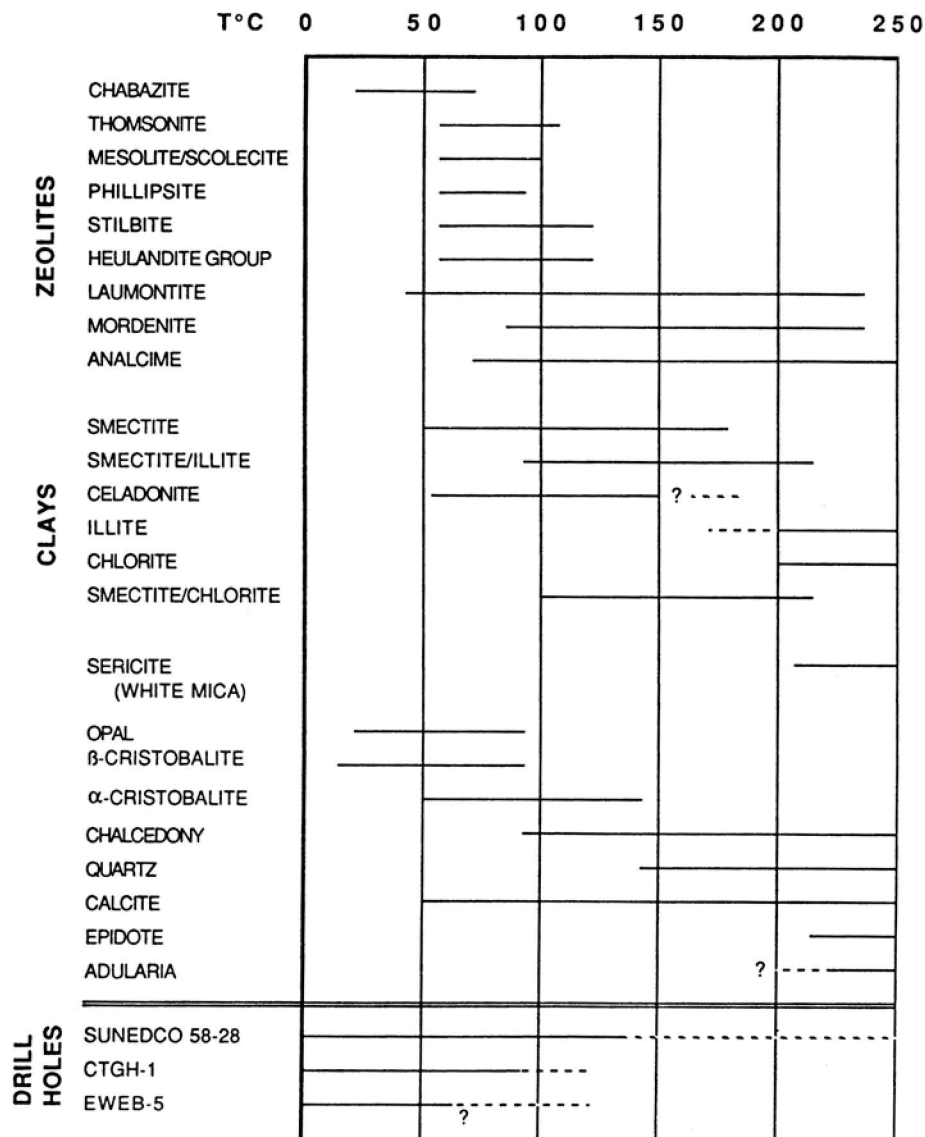 T°C 0 50 100 150 200 250
ZEOLITES
CHABAZITE
THOMSONITE
MESOLITE/SCOLECITE
PHILLIPSITE
STILBITE
HEULANDITE GROUP
LAUMONTITE
MORDENITE
ANALCIME
CLAYS
SMECTITE
SMECTITE/ILLITE
CELADONITE ?
ILLITE
CHLORITE
SMECTITE/CHLORITE
SERICITE
(WHITE MICA)
OPAL
ß-CRISTOBALITE
α-CRISTOBALITE
CHALCEDONY
QUARTZ
CALCITE
EPIDOTE
ADULARIA ?
DRILL
HOLES
SUNEDCO 58-28
CTGH-1
EWEB-5
?